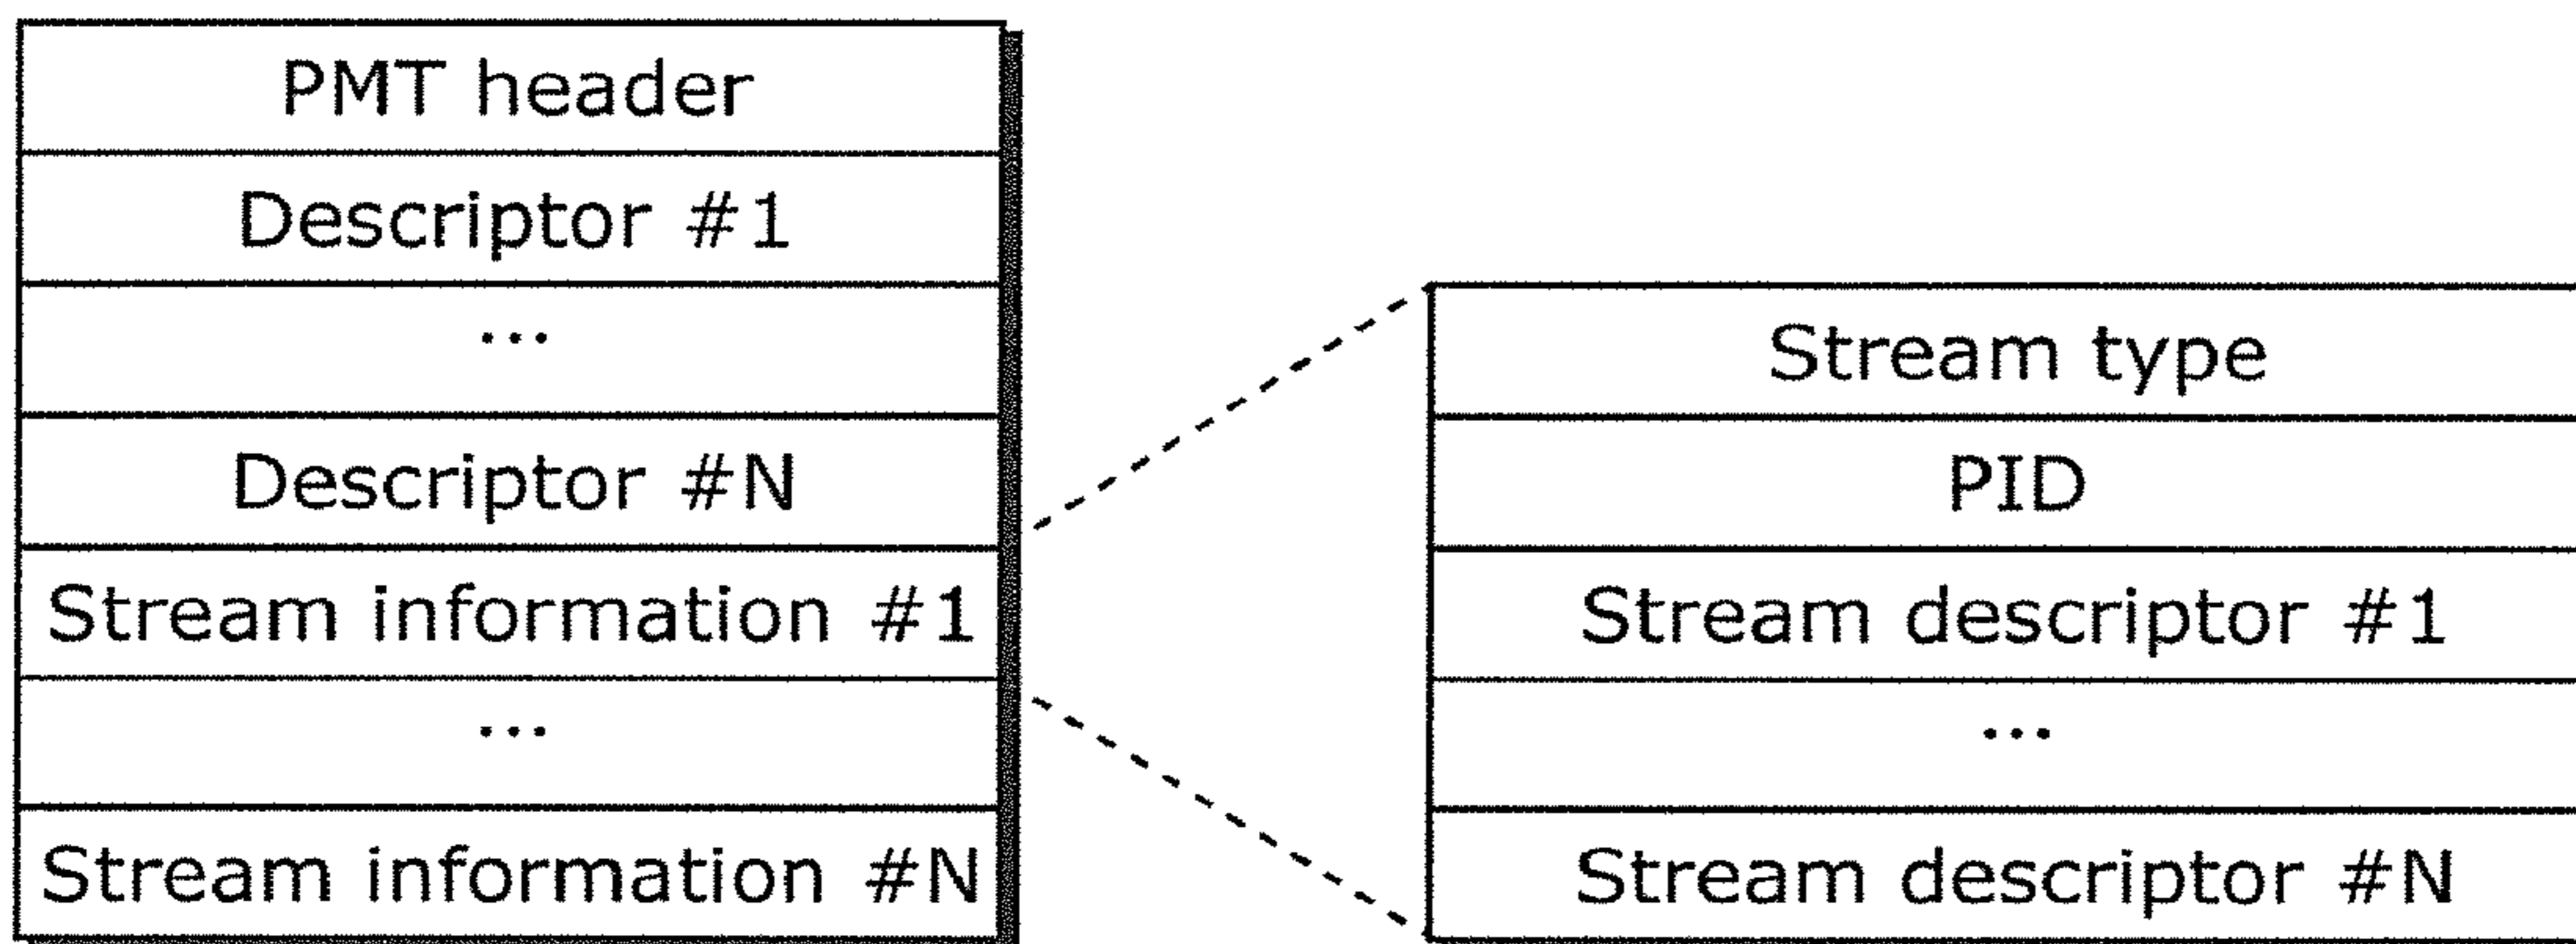 PMT header
Descriptor #1
...
Descriptor #N
Stream information #1
...
Stream information #N
Stream type
PID
Stream descriptor #1
...
Stream descriptor #N